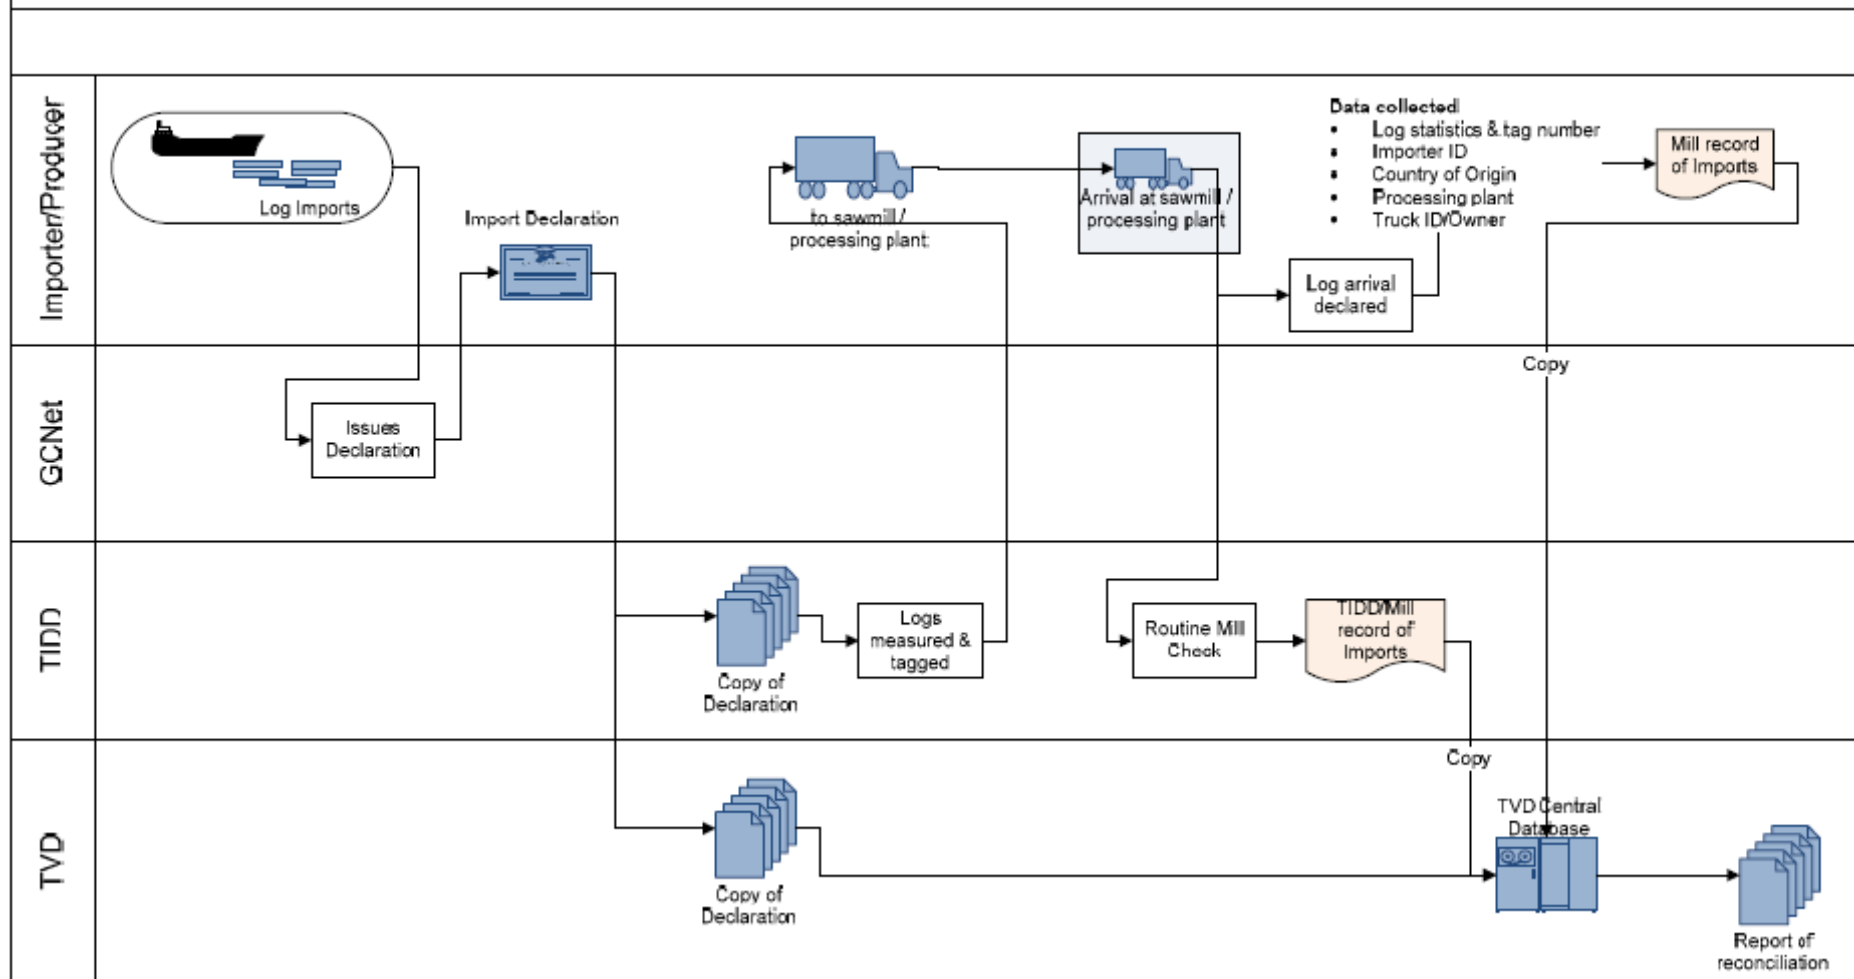 Importer/Producer
Log Imports
Import Declaration
to sawmill /
processing plant
Arrival at sawmill /
processing plant
Data collected
• Log statistics & tag number
• Importer ID
• Country of Origin
• Processing plant
• Truck ID/Owner
Mill record
of Imports
Log arrival
declared
GCNet
Issues
Declaration
Copy
TIDD
Copy of
Declaration
Logs
measured &
tagged
Routine Mill
Check
TIDD/Mill
record of
Imports
TVD
Copy of
Declaration
Copy
TVD Central
Database
Report of
reconciliation